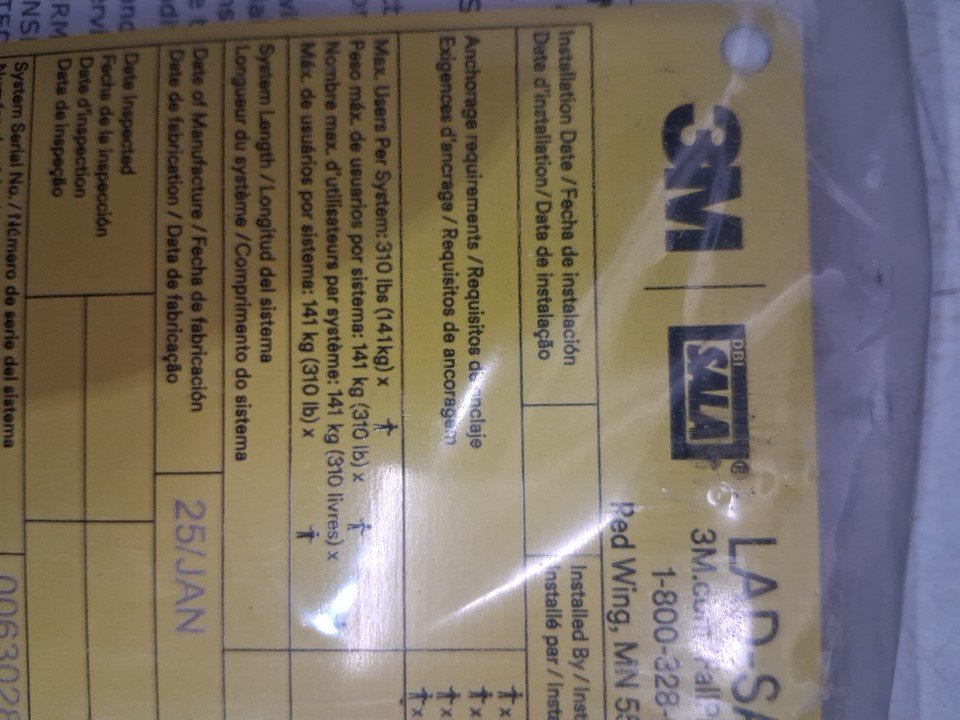 3M
DBI
SALA®
LAD-SA
3M.co
1-800-328-
Red Wing, MN 55
Installation Date / Fecha de instalación
Date d'installation/ Data de instalação
Installed By / Inst
Installé par / Insta
Anchorage requirements / Requisitos de anclaje
Exigences d'ancrage / Requisitos de ancoragem
x
x
x
x
Max. Users Per System: 310 lbs (141kg) x
Peso máx. de usuarios por sistema: 141 kg (310 lb) x
Nombre max. d'utilisateurs par système: 141 kg (310 livres) x
Máx. de usuários por sistema: 141 kg (310 lb) x
System Length / Longitud del sistema
Longueur du système / Comprimento do sistema
Date of Manufacture / Fecha de fabricación
Date de fabrication / Data de fabricação
25/JAN
Date Inspected
Fecha de la inspección
Date d'inspection
Data de inspeção
System Serial No. / Número de serie del sistema
0063028